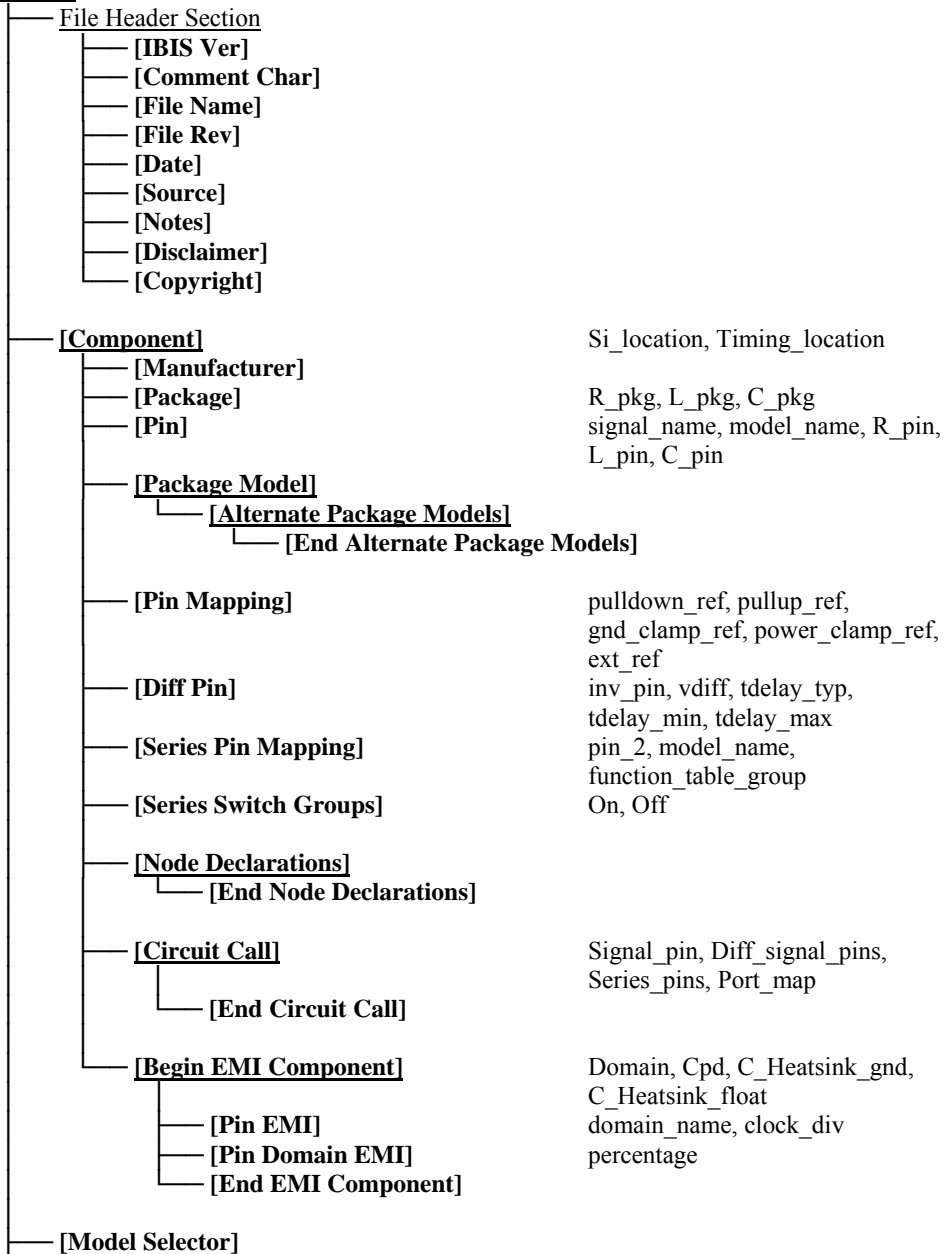 File Header Section
[IBIS Ver]
[Comment Char]
[File Name]
[File Rev]
[Date]
[Source]
[Notes]
[Disclaimer]
[Copyright]
[Component] Si_location, Timing_location
[Manufacturer]
[Package] R_pkg, L_pkg, C_pkg
[Pin] signal_name, model_name, R_pin,
L_pin, C_pin
[Package Model]
[Alternate Package Models]
[End Alternate Package Models]
[Pin Mapping] pulldown_ref, pullup_ref,
gnd_clamp_ref, power_clamp_ref,
ext_ref
[Diff Pin] inv_pin, vdiff, tdelay_typ,
tdelay_min, tdelay_max
[Series Pin Mapping] pin_2, model_name,
function_table_group
[Series Switch Groups] On, Off
[Node Declarations]
[End Node Declarations]
[Circuit Call] Signal_pin, Diff_signal_pins,
Series_pins, Port_map
[End Circuit Call]
[Begin EMI Component] Domain, Cpd, C_Heatsink_gnd,
C_Heatsink_float
[Pin EMI] domain_name, clock_div
[Pin Domain EMI] percentage
[End EMI Component]
[Model Selector]